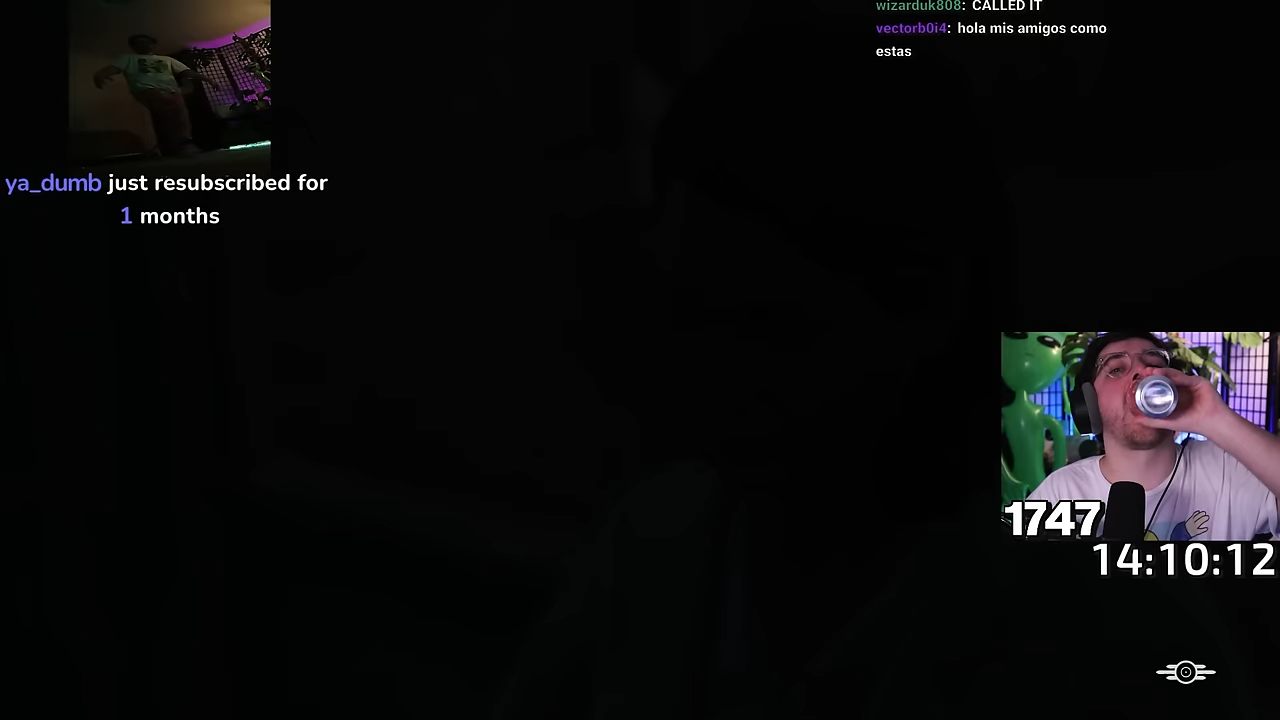 wizarduk808: CALLED IT
vectorb0i4: hola mis amigos como
estas
ya_dumb just resubscribed for
1 months
1747
14:10:12